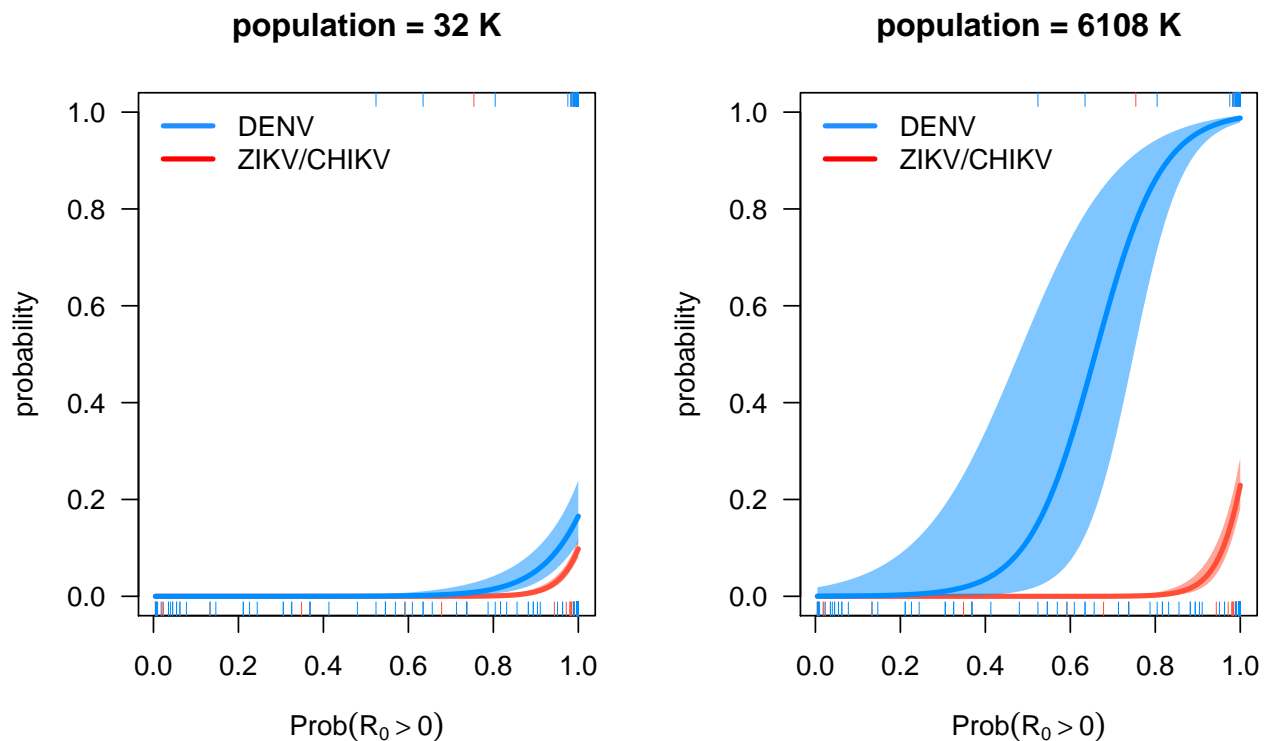 population = 32 K
1.0
0.8
0.6
0.4
0.2
0.0
probability
DENV
ZIKV/CHIKV
0.0 0.2 0.4 0.6 0.8 1.0
Prob(R₀ > 0)
population = 6108 K
1.0
0.8
0.6
0.4
0.2
0.0
probability
DENV
ZIKV/CHIKV
0.0 0.2 0.4 0.6 0.8 1.0
Prob(R₀ > 0)